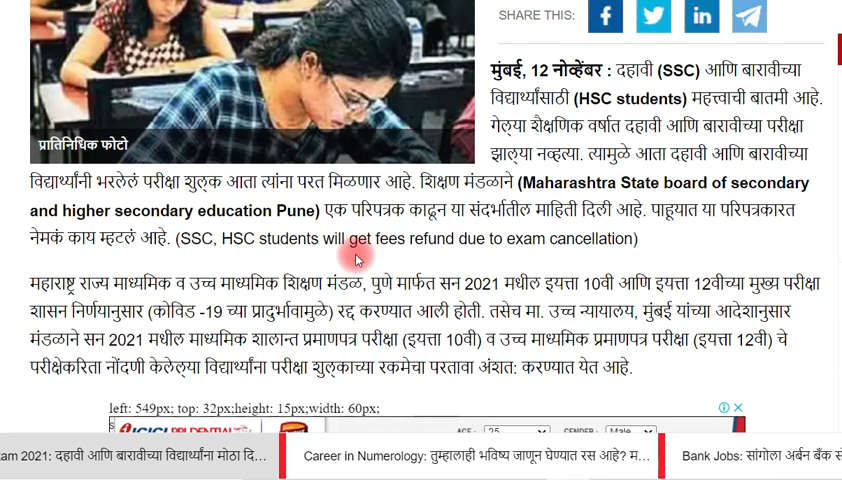 SHARE THIS:
मुंबई, 12 नोव्हेंबर : दहावी (SSC) आणि बारावीच्या
विद्यार्थ्यांसाठी (HSC students) महत्त्वाची बातमी आहे.
गेल्या शैक्षणिक वर्षात दहावी आणि बारावीच्या परीक्षा
प्रातिनिधिक फोटो
झाल्या नव्हत्या. त्यामुळे आता दहावी आणि बारावीच्या
विद्यार्थ्यांनी भरलेलं परीक्षा शुल्क आता त्यांना परत मिळणार आहे. शिक्षण मंडळाने (Maharashtra State board of secondary
and higher secondary education Pune) एक परिपत्रक काढून या संदर्भातील माहिती दिली आहे. पाहूयात या परिपत्रकारत
नेमकं काय म्हटलं आहे. (SSC, HSC students will get fees refund due to exam cancellation)
महाराष्ट्र राज्य माध्यमिक व उच्च माध्यमिक शिक्षण मंडळ, पुणे मार्फत सन 2021 मधील इयत्ता 10वी आणि इयत्ता 12वीच्या मुख्य परीक्षा
शासन निर्णयानुसार (कोविड -19 च्या प्रादुर्भावामुळे) रद्द करण्यात आली होती. तसेच मा. उच्च न्यायालय, मुंबई यांच्या आदेशानुसार
मंडळाने सन 2021 मधील माध्यमिक शालान्त प्रमाणपत्र परीक्षा (इयत्ता 10वी) व उच्च माध्यमिक प्रमाणपत्र परीक्षा (इयत्ता 12वी) चे
परीक्षेकरिता नोंदणी केलेल्या विद्यार्थ्यांना परीक्षा शुल्काच्या रकमेचा परतावा अंशत: करण्यात येत आहे.
left: 549px; top: 32px;height: 15px;width: 60px;
ICICI PRUDENTIAL
AGE : 25 GENDER : Male
am 2021: दहावी आणि बारावीच्या विद्यार्थ्यांना मोठा दि...
Career in Numerology: तुम्हालाही भविष्य जाणून घेण्यात रस आहे? म...
Bank Jobs: सांगोला अर्बन बँक सो